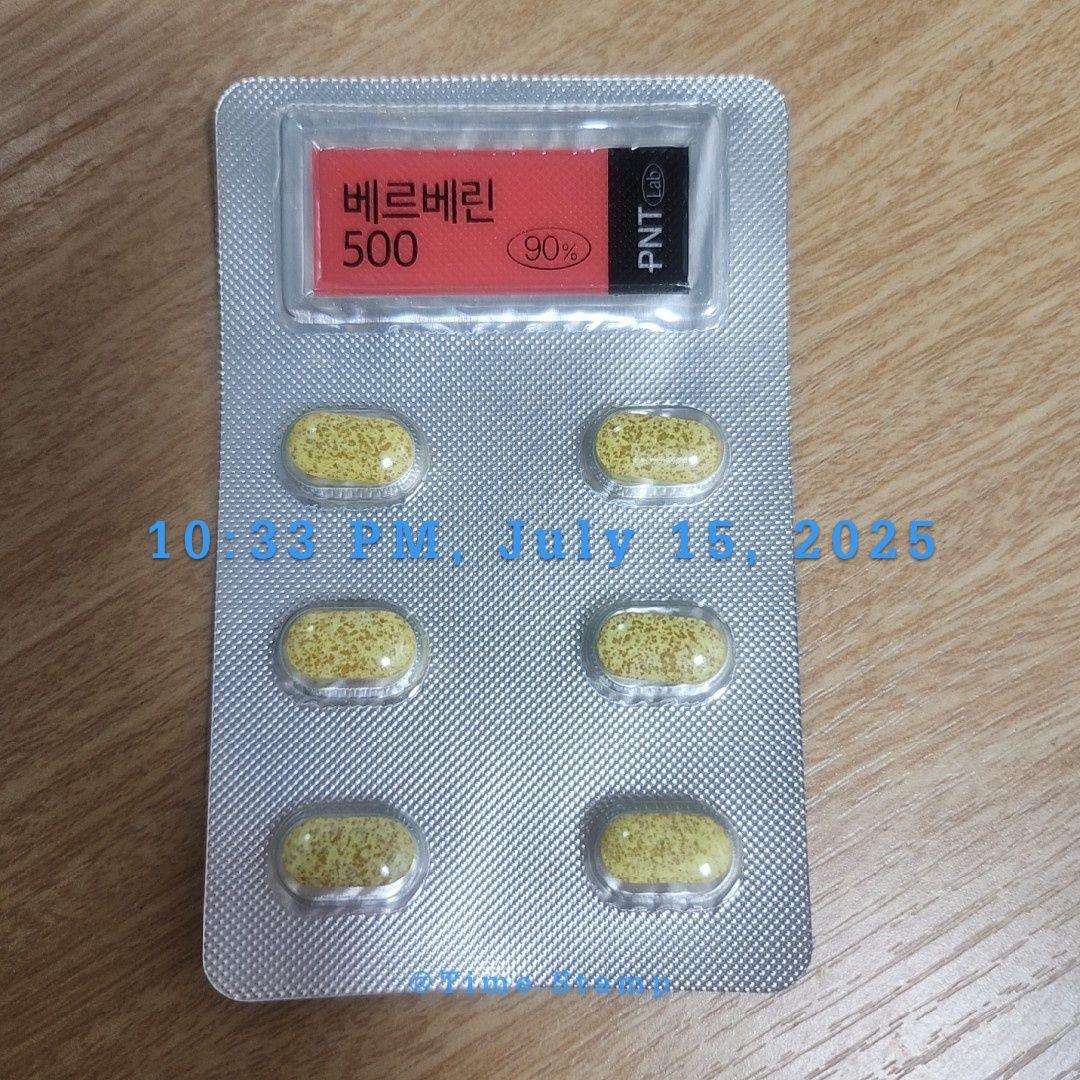 베르베린
500
90%
PNT Lab
10:33 PM, July 15, 2025
@Time Stamp